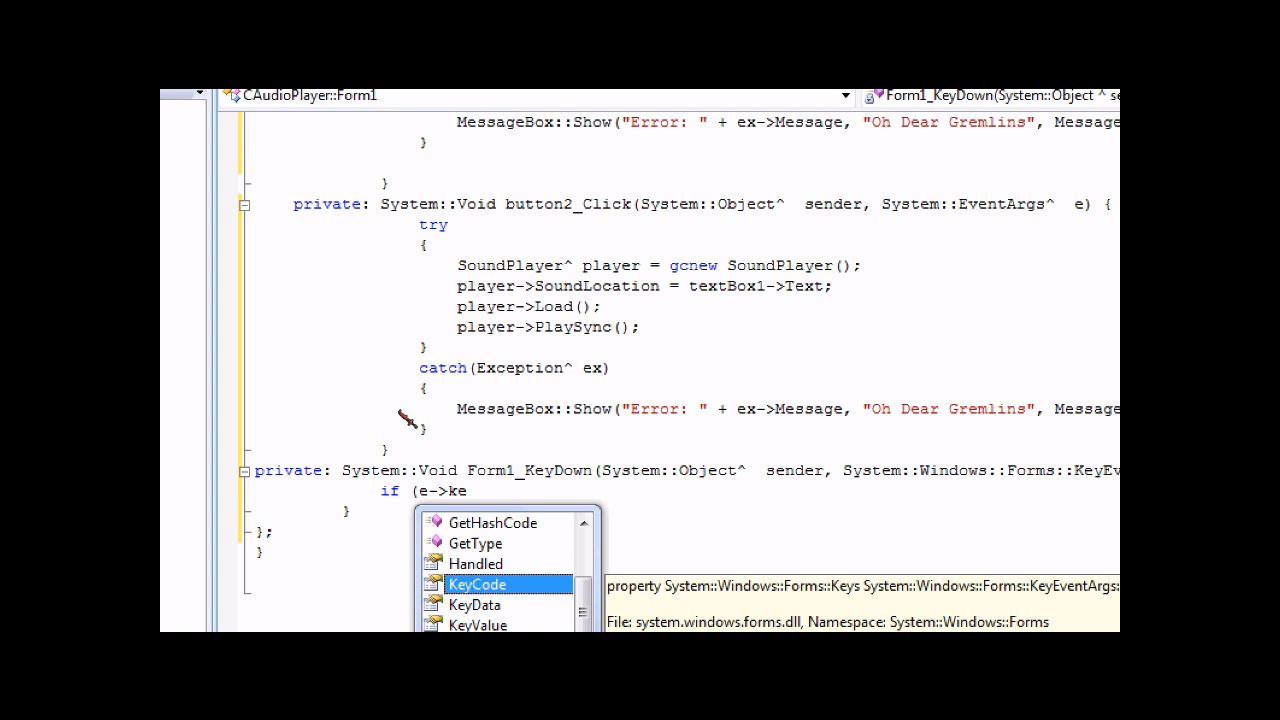 CAudioPlayer::Form1 Form1_KeyDown(System::Object ^ se
MessageBox::Show("Error: " + ex->Message, "Oh Dear Gremlins", Message
}
}
private: System::Void button2_Click(System::Object^  sender, System::EventArgs^  e) {
try
{
SoundPlayer^ player = gcnew SoundPlayer();
player->SoundLocation = textBox1->Text;
player->Load();
player->PlaySync();
}
catch(Exception^ ex)
{
MessageBox::Show("Error: " + ex->Message, "Oh Dear Gremlins", Message
}
}
private: System::Void Form1_KeyDown(System::Object^  sender, System::Windows::Forms::KeyEv
if (e->ke
}
};
}
GetHashCode
GetType
Handled
KeyCode
KeyData
KeyValue
property System::Windows::Forms::Keys System::Windows::Forms::KeyEventArgs:
File: system.windows.forms.dll, Namespace: System::Windows::Forms